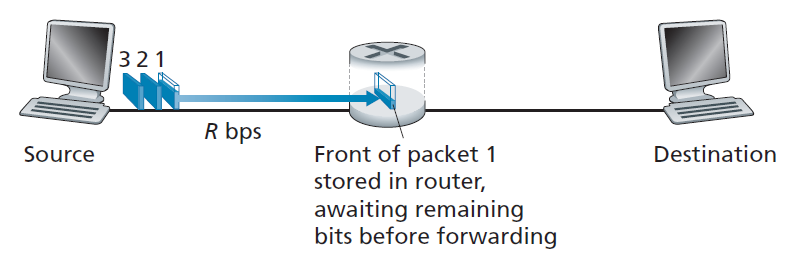 3 2 1
R bps
Source
Front of packet 1
stored in router,
awaiting remaining
bits before forwarding
Destination